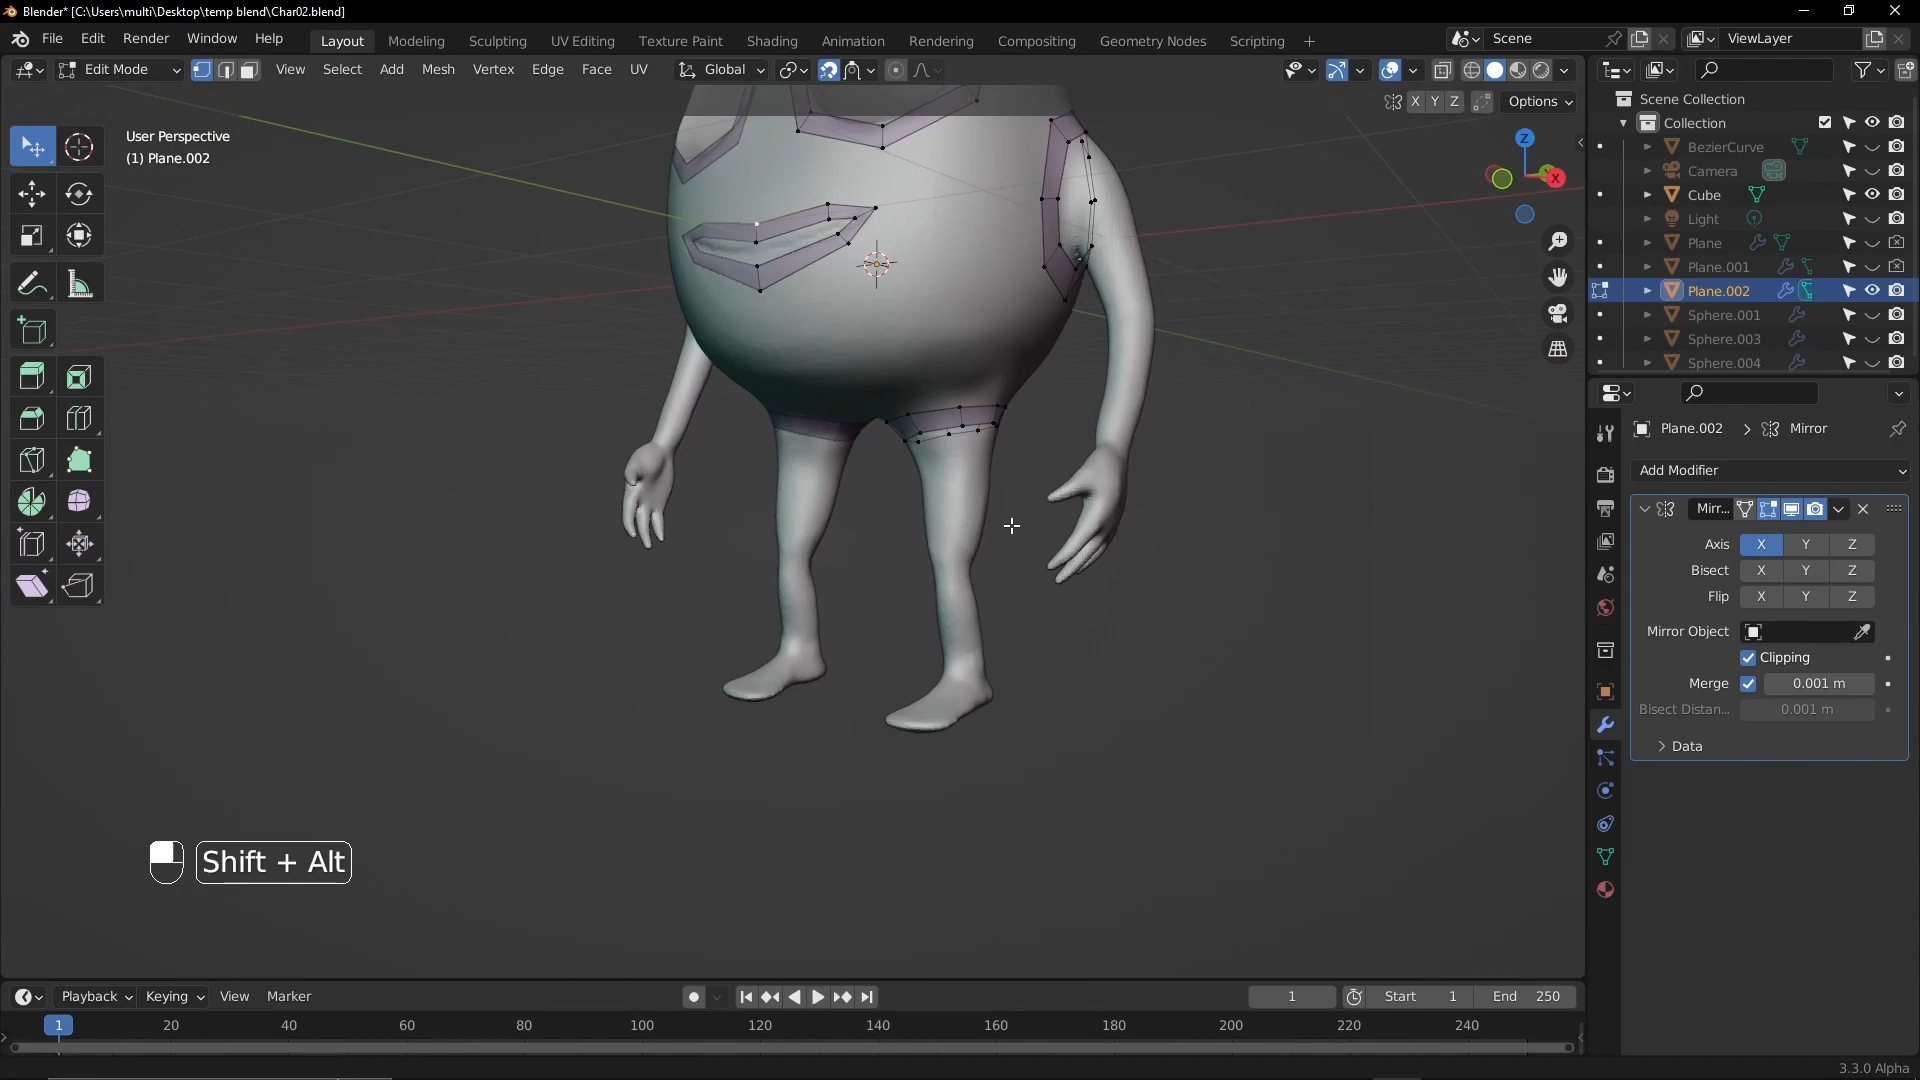 Blender* [C:\Users\multi\Desktop\temp blend\Char02.blend]
File Edit Render Window Help
Layout Modeling Sculpting UV Editing Texture Paint Shading Animation Rendering Compositing Geometry Nodes Scripting +
Scene
ViewLayer
Edit Mode
View Select Add Mesh Vertex Edge Face UV
Global
X Y Z
Options
User Perspective
(1) Plane.002
Z
X
Scene Collection
Collection
BezierCurve
Camera
Cube
Light
Plane
Plane.001
Plane.002
Sphere.001
Sphere.003
Sphere.004
Plane.002 > Mirror
Add Modifier
Mirr...
Axis X Y Z
Bisect X Y Z
Flip X Y Z
Mirror Object
Clipping
Merge 0.001 m
Bisect Distan... 0.001 m
Data
Shift + Alt
Playback Keying View Marker
1
Start 1
End 250
1 20 40 60 80 100 120 140 160 180 200 220 240
3.3.0 Alpha